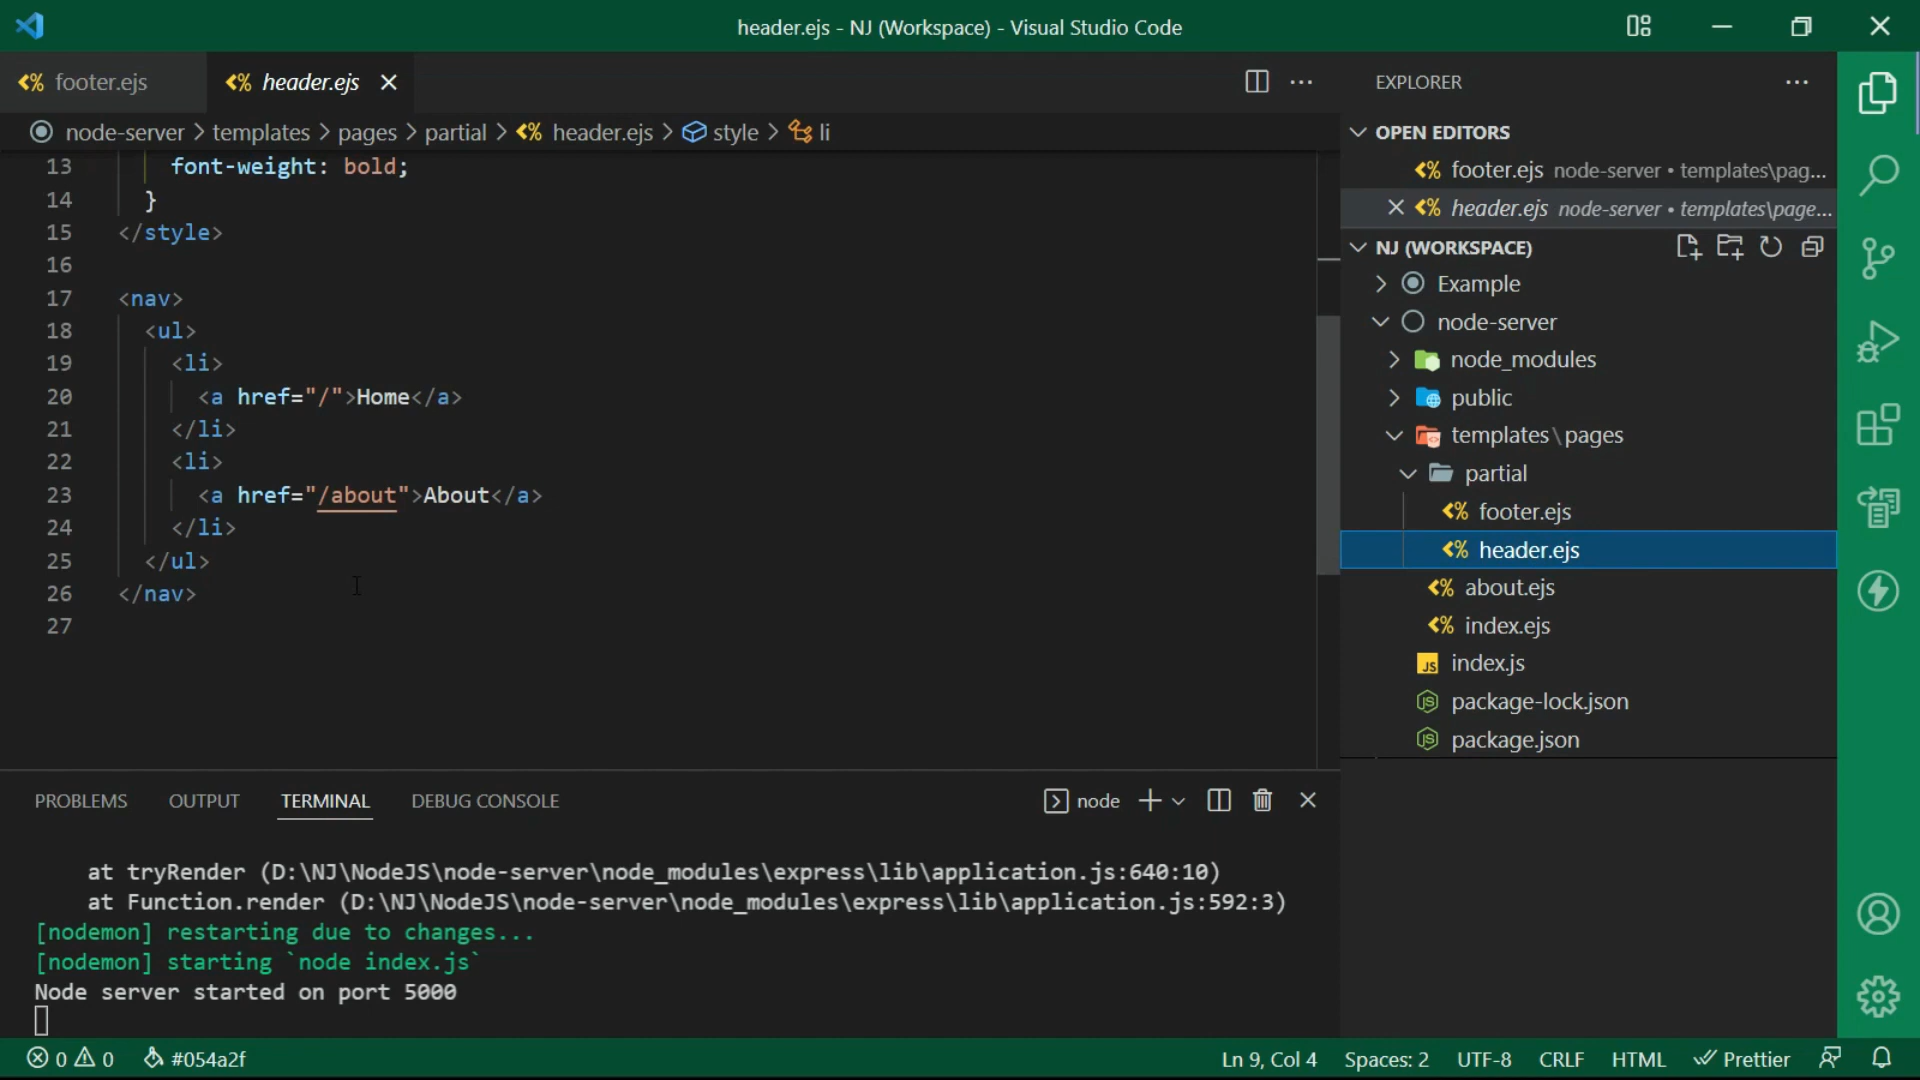 header.ejs - NJ (Workspace) - Visual Studio Code
footer.ejs
header.ejs
node-server > templates > pages > partial > header.ejs > style > li
13 font-weight: bold;
14 }
15 </style>
16
17 <nav>
18 <ul>
19 <li>
20 <a href="/">Home</a>
21 </li>
22 <li>
23 <a href="/about">About</a>
24 </li>
25 </ul>
26 </nav>
27
EXPLORER
OPEN EDITORS
footer.ejs node-server • templates\pag...
header.ejs node-server • templates\page...
NJ (WORKSPACE)
Example
node-server
node_modules
public
templates\pages
partial
footer.ejs
header.ejs
about.ejs
index.ejs
JS index.js
package-lock.json
package.json
PROBLEMS OUTPUT TERMINAL DEBUG CONSOLE
node
at tryRender (D:\NJ\NodeJS\node-server\node_modules\express\lib\application.js:640:10)
at Function.render (D:\NJ\NodeJS\node-server\node_modules\express\lib\application.js:592:3)
[nodemon] restarting due to changes...
[nodemon] starting `node index.js`
Node server started on port 5000
0 0 #054a2f Ln 9, Col 4 Spaces: 2 UTF-8 CRLF HTML Prettier